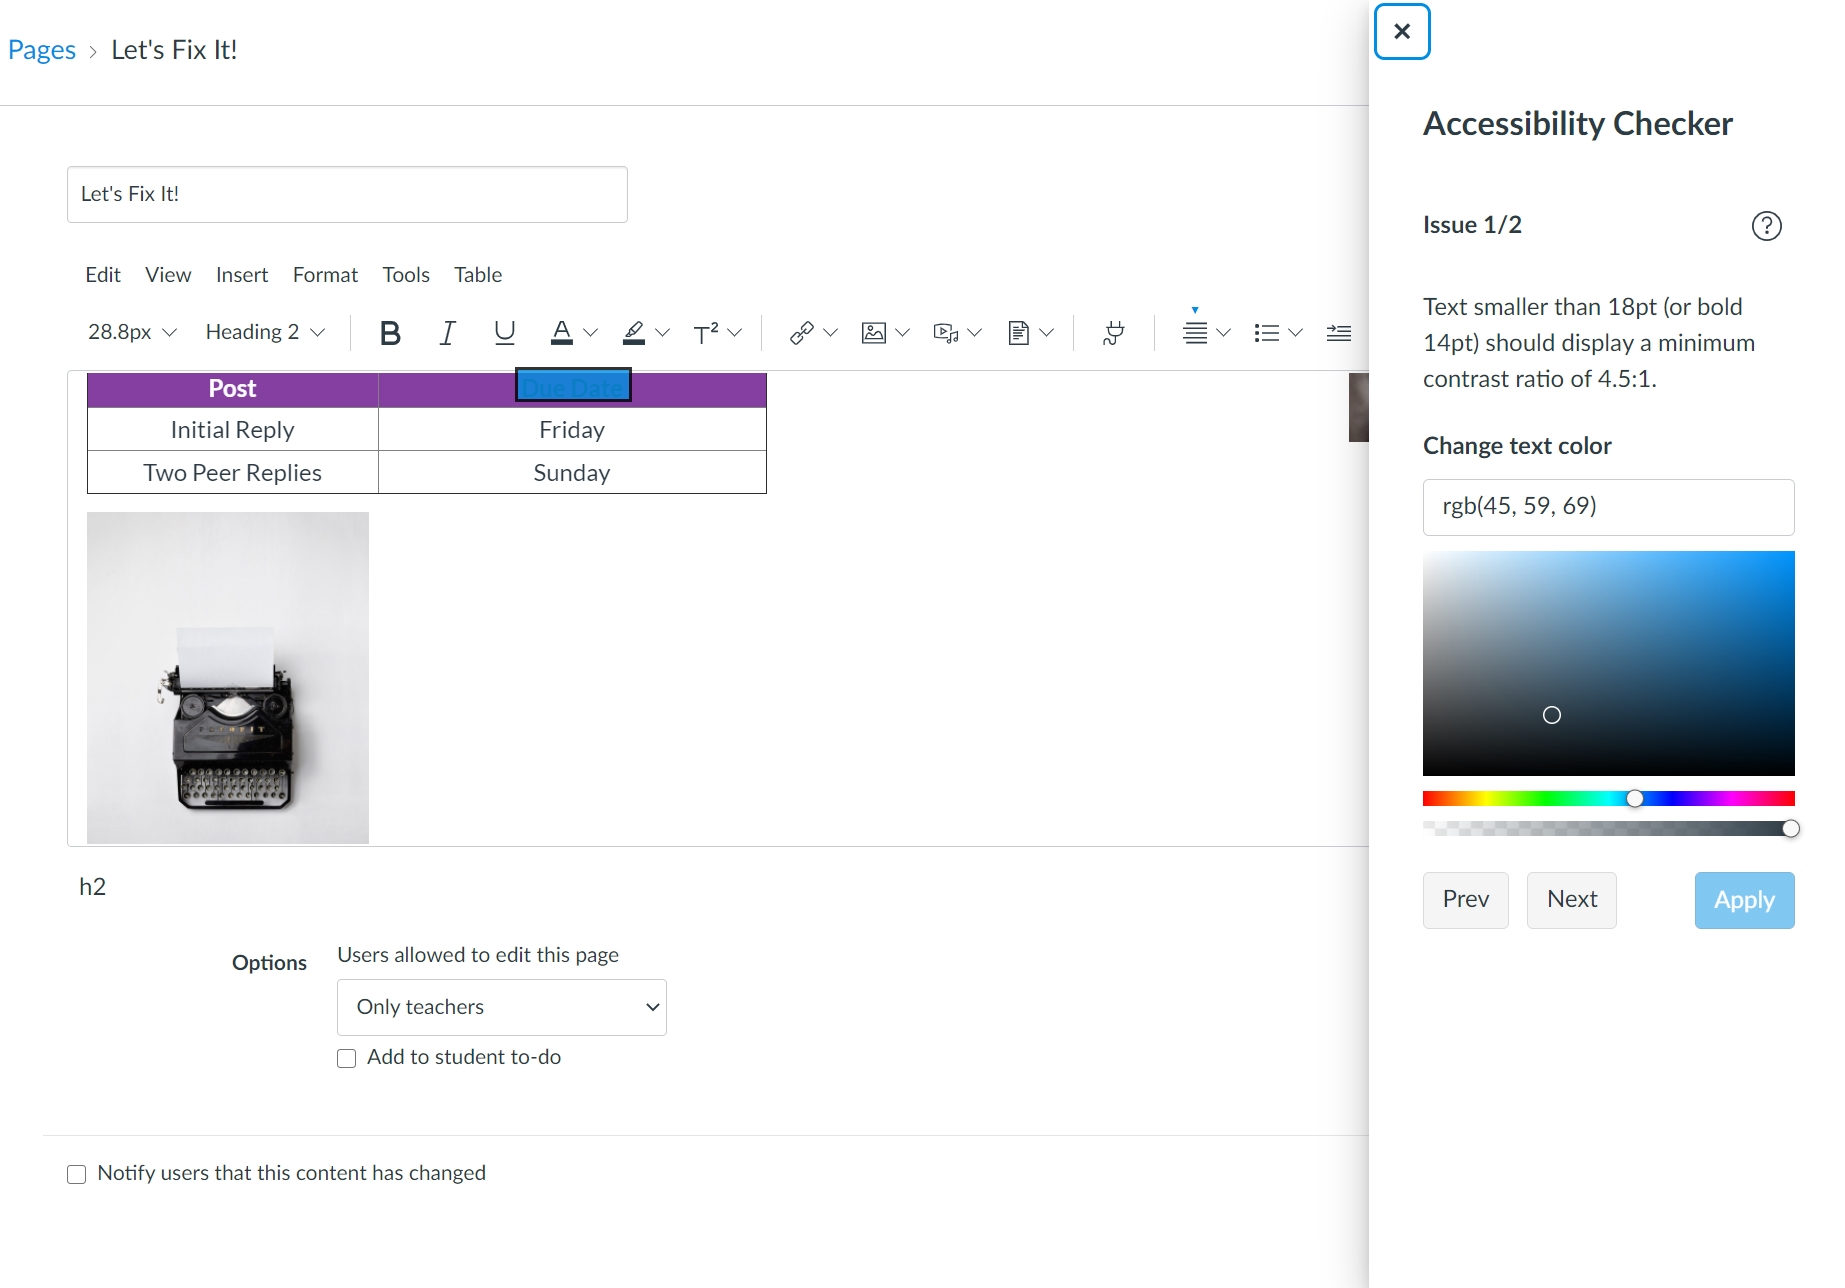 Pages > Let's Fix It!
Let's Fix It!
Edit View Insert Format Tools Table
28.8px Heading 2 B I U A T²
Post Due Date
Initial Reply Friday
Two Peer Replies Sunday
h2
Options Users allowed to edit this page
Only teachers
Add to student to-do
Notify users that this content has changed
Accessibility Checker
Issue 1/2 ?
Text smaller than 18pt (or bold
14pt) should display a minimum
contrast ratio of 4.5:1.
Change text color
rgb(45, 59, 69)
Prev Next Apply